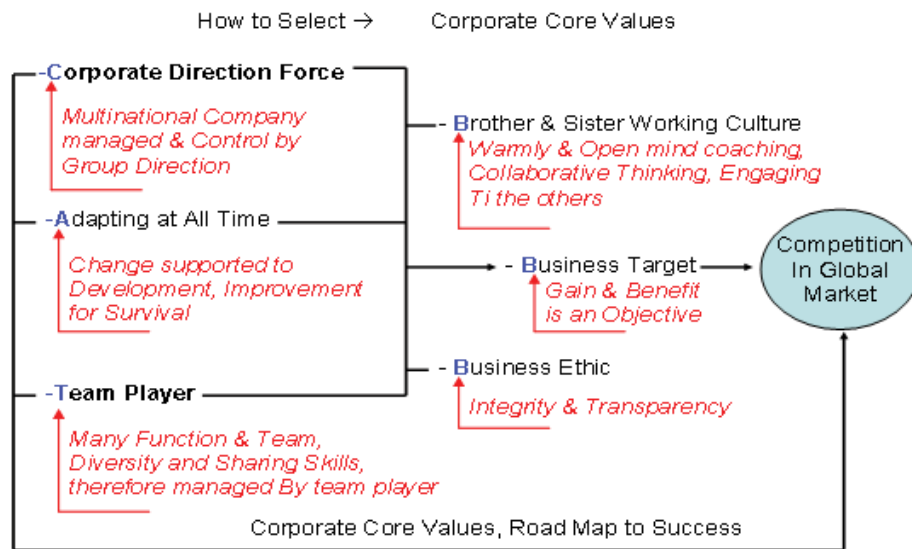 How to Select → Corporate Core Values
-Corporate Direction Force
Multinational Company
managed & Control by
Group Direction
-Adapting at All Time
Change supported to
Development, Improvement
for Survival
-Team Player
Many Function & Team,
Diversity and Sharing Skills,
therefore managed By team player
- Brother & Sister Working Culture
Warmly & Open mind coaching,
Collaborative Thinking, Engaging
Ti the others
- Business Target
Gain & Benefit
is an Objective
- Business Ethic
Integrity & Transparency
Competition
In Global
Market
Corporate Core Values, Road Map to Success